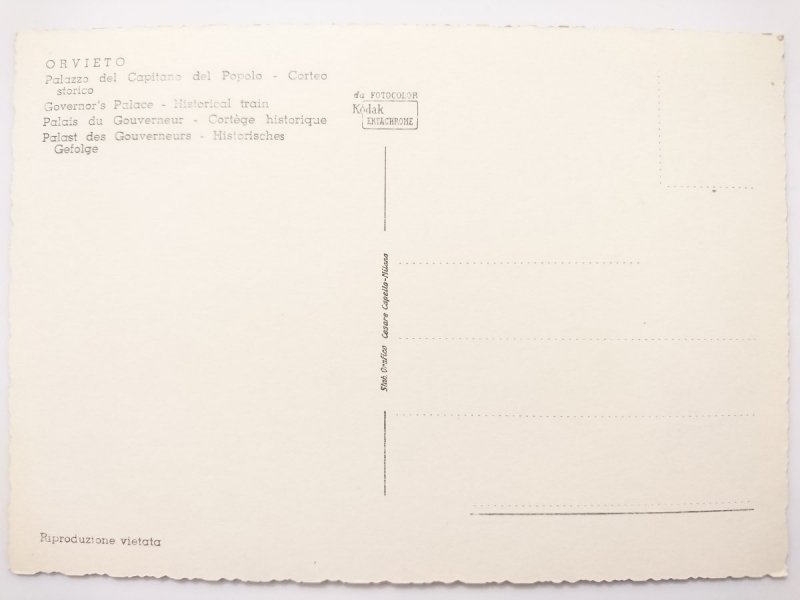 ORVIETO
Palazzo del Capitano del Popolo - Corteo
storico
Governor's Palace - Historical train
Palais du Gouverneur - Cortège historique
Palast des Gouverneurs - Historisches
Gefolge
da FOTOCOLOR
Kodak
EKTACHROME
Stab. Grafico Cesare Capello-Milano
Riproduzione vietata